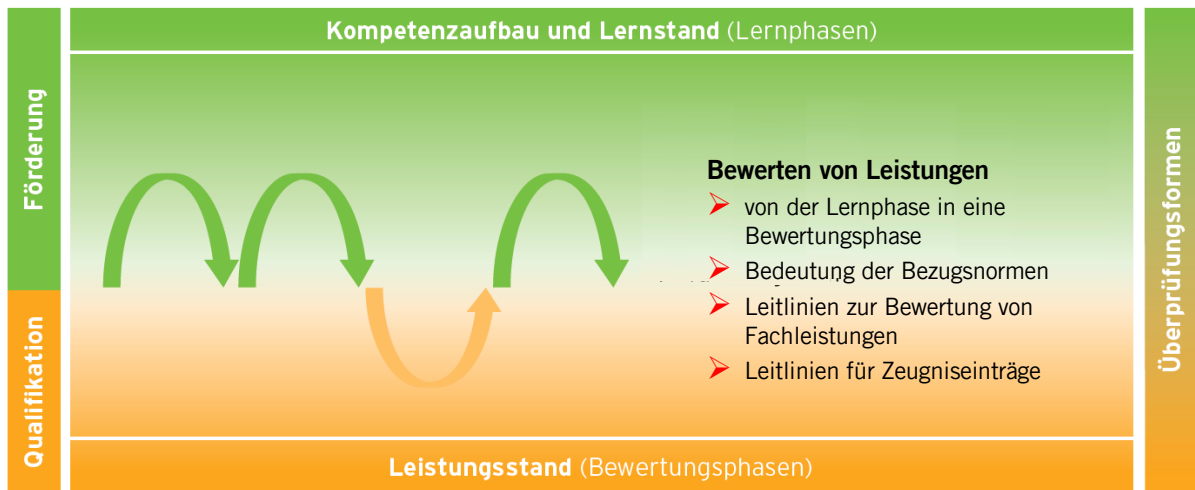 Kompetenzaufbau und Lernstand (Lernphasen)
Förderung
Bewerten von Leistungen
von der Lernphase in eine
Bewertungsphase
Bedeutung der Bezugsnormen
Leitlinien zur Bewertung von
Fachleistungen
Leitlinien für Zeugniseinträge
Qualifikation
Leistungsstand (Bewertungsphasen)
Überprüfungsformen